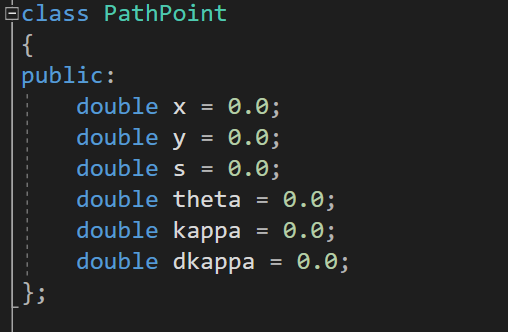 class PathPoint
{
public:
    double x = 0.0;
    double y = 0.0;
    double s = 0.0;
    double theta = 0.0;
    double kappa = 0.0;
    double dkappa = 0.0;
};